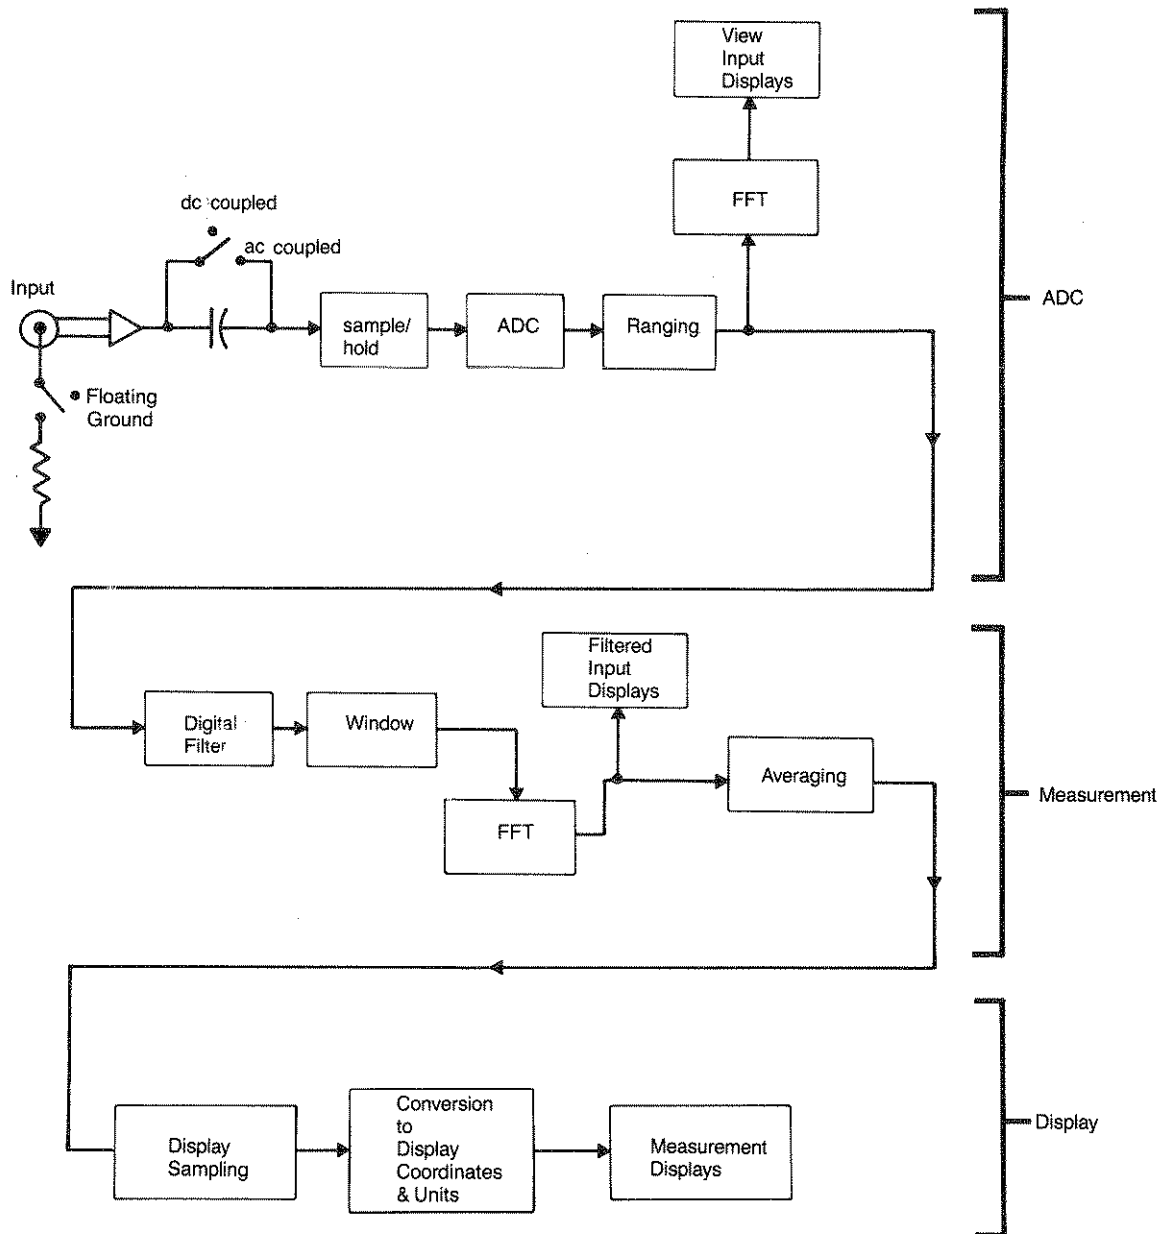 View
Input
Displays
FFT
dc coupled
ac coupled
Input
sample/
hold
ADC
Ranging
ADC
Floating
Ground
Filtered
Input
Displays
Digital
Filter
Window
Averaging
FFT
Measurement
Display
Sampling
Conversion
to
Display
Coordinates
& Units
Measurement
Displays
Display